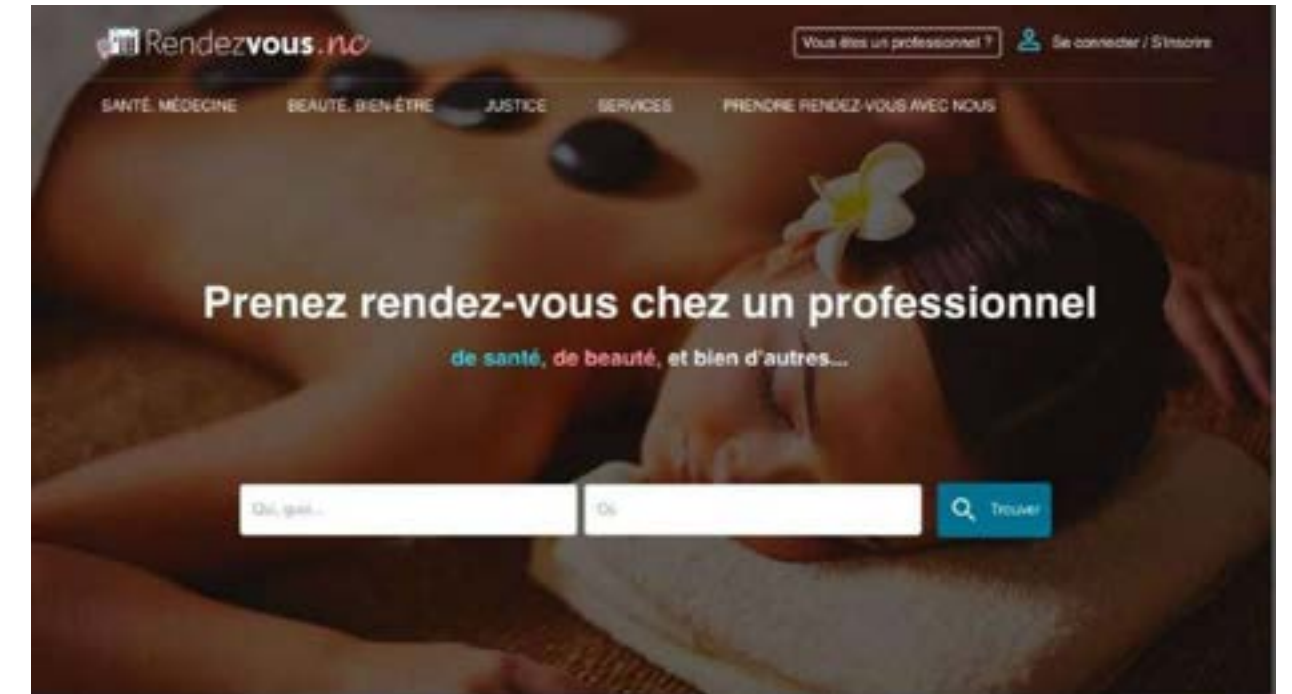 Rendezvous.nc
Vous êtes un professionnel ?
Se connecter / S'inscrire
SANTÉ, MÉDECINE
BEAUTÉ, BIEN-ÊTRE
JUSTICE
SERVICES
PRENDRE RENDEZ-VOUS AVEC NOUS
Prenez rendez-vous chez un professionnel
de santé, de beauté, et bien d'autres...
Qui, quoi...
Où
Trouver